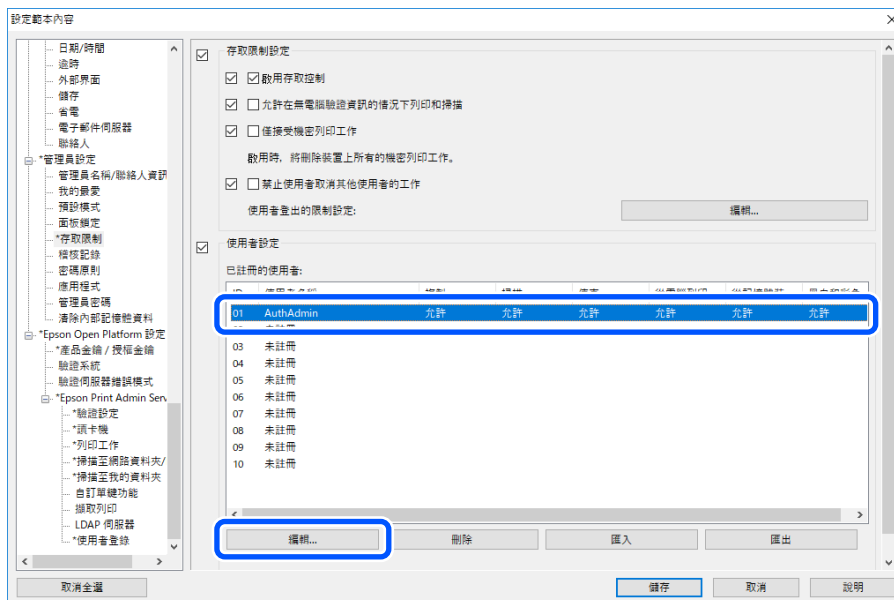 設定範本內容
日期/時間
逾時
外部界面
儲存
省電
電子郵件伺服器
聯絡人
*管理員設定
管理員名稱/聯絡人資訊
我的最愛
預設模式
面板鎖定
*存取限制
稽核記錄
密碼原則
應用程式
管理員密碼
清除內部記憶體資料
*Epson Open Platform 設定
*產品金鑰 / 授權金鑰
驗證系統
驗證伺服器錯誤模式
*Epson Print Admin Serv
*驗證設定
*讀卡機
*列印工作
*掃描至網路資料夾/
*掃描至我的資料夾
自訂單鍵功能
擷取列印
LDAP 伺服器
*使用者登錄
存取限制設定
啟用存取控制
允許在無電腦驗證資訊的情況下列印和掃描
僅接受機密列印工作
啟用時，將刪除裝置上所有的機密列印工作。
禁止使用者取消其他使用者的工作
使用者登出的限制設定: 編輯...
使用者設定
已註冊的使用者:
01 AuthAdmin 允許 允許 允許 允許 允許 允許
03 未註冊
04 未註冊
05 未註冊
06 未註冊
07 未註冊
08 未註冊
09 未註冊
10 未註冊
編輯... 刪除 匯入 匯出
取消全選 儲存 取消 說明